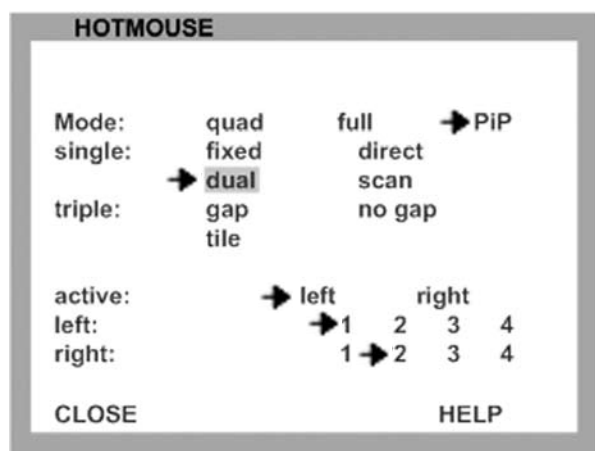 HOTMOUSE
Mode: quad full PiP
single: fixed direct
dual scan
triple: gap no gap
tile
active: left right
left: 1 2 3 4
right: 1 2 3 4
CLOSE HELP